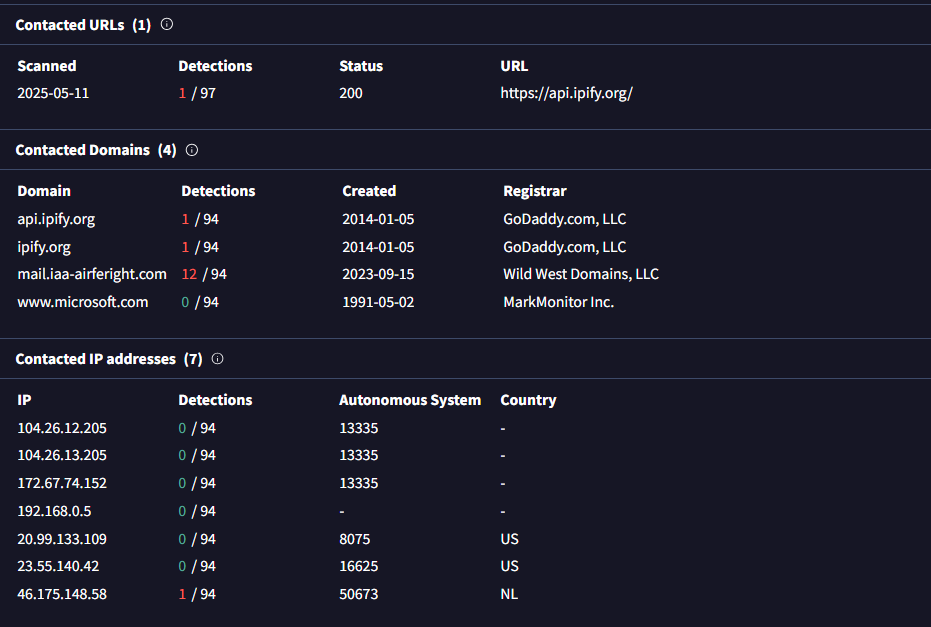 Contacted URLs (1)
Scanned Detections Status URL
2025-05-11 1 / 97 200 https://api.ipify.org/
Contacted Domains (4)
Domain Detections Created Registrar
api.ipify.org 1 / 94 2014-01-05 GoDaddy.com, LLC
ipify.org 1 / 94 2014-01-05 GoDaddy.com, LLC
mail.iaa-airferight.com 12 / 94 2023-09-15 Wild West Domains, LLC
www.microsoft.com 0 / 94 1991-05-02 MarkMonitor Inc.
Contacted IP addresses (7)
IP Detections Autonomous System Country
104.26.12.205 0 / 94 13335 -
104.26.13.205 0 / 94 13335 -
172.67.74.152 0 / 94 13335 -
192.168.0.5 0 / 94 - -
20.99.133.109 0 / 94 8075 US
23.55.140.42 0 / 94 16625 US
46.175.148.58 1 / 94 50673 NL